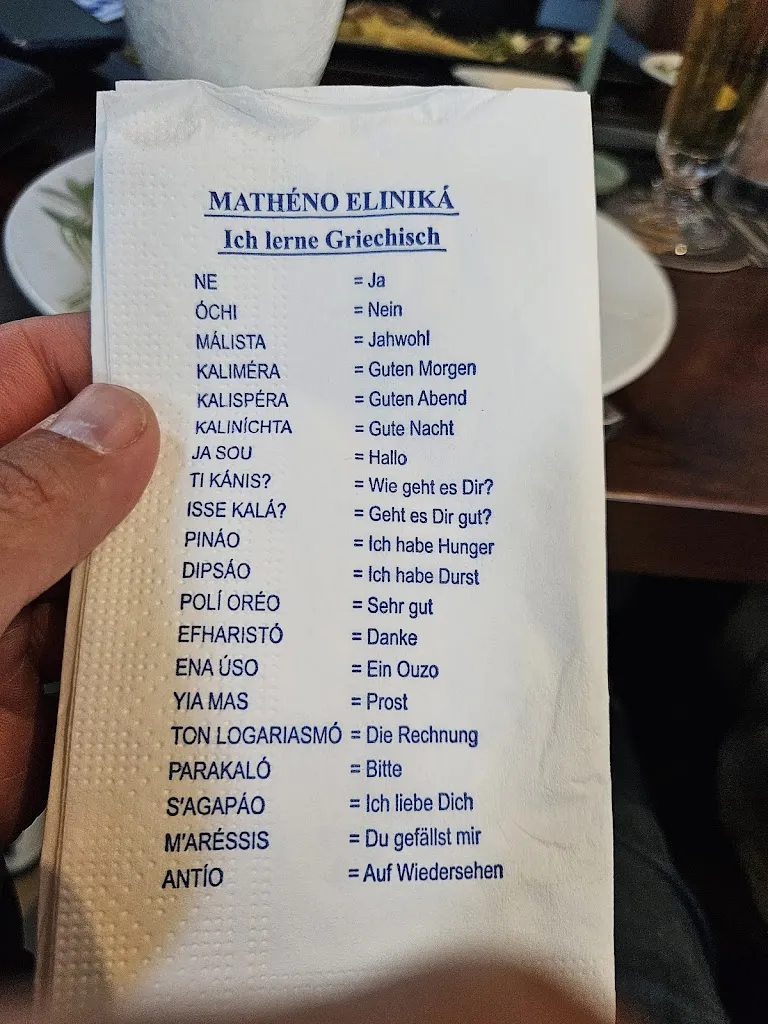 MATHÉNO ELINIKÁ
Ich lerne Griechisch
NE = Ja
ÓCHI = Nein
MÁLISTA = Jahwohl
KALIMÉRA = Guten Morgen
KALISPÉRA = Guten Abend
KALINÍCHTA = Gute Nacht
JA SOU = Hallo
TI KÁNIS? = Wie geht es Dir?
ISSE KALÁ? = Geht es Dir gut?
PINÁO = Ich habe Hunger
DIPSÁO = Ich habe Durst
POLÍ ORÉO = Sehr gut
EFHARISTÓ = Danke
ENA ÚSO = Ein Ouzo
YIA MAS = Prost
TON LOGARIASMÓ = Die Rechnung
PARAKALÓ = Bitte
S'AGAPÁO = Ich liebe Dich
M'ARÉSSIS = Du gefällst mir
ANTÍO = Auf Wiedersehen